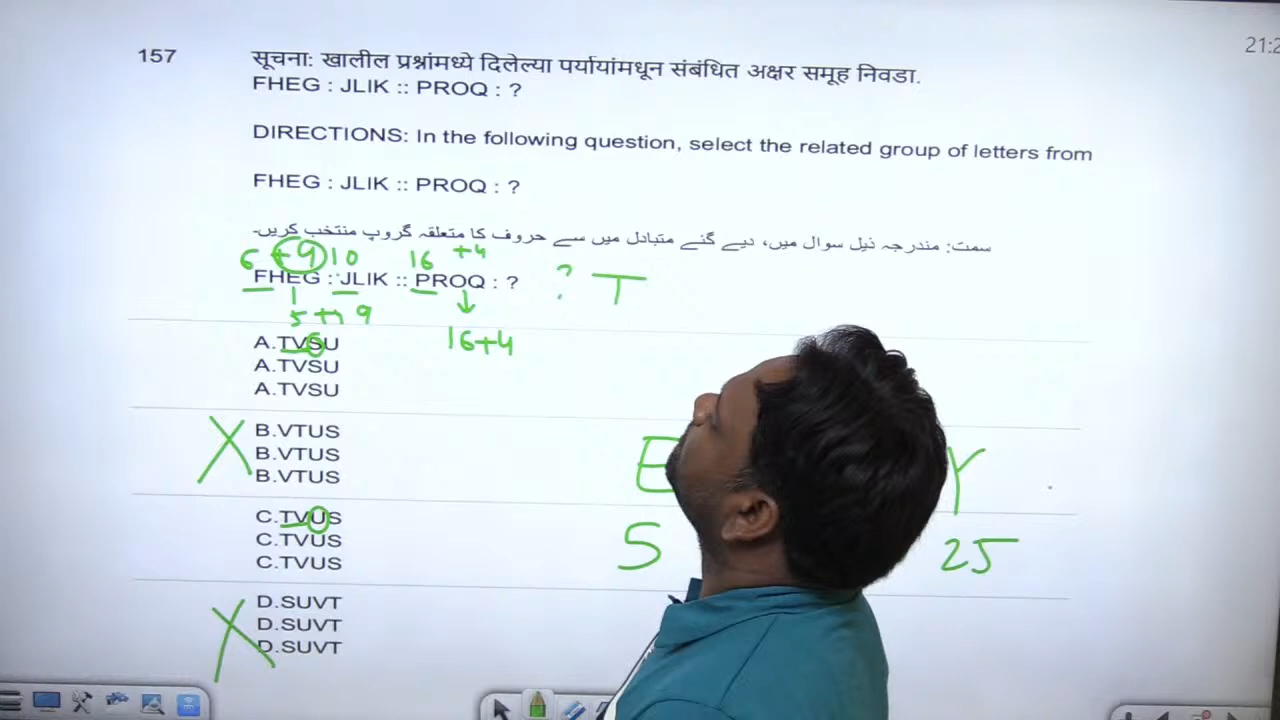 21:2
157 सूचना: खालील प्रश्नांमध्ये दिलेल्या पर्यायांमधून संबंधित अक्षर समूह निवडा.
FHEG : JLIK :: PROQ : ?
DIRECTIONS: In the following question, select the related group of letters from
FHEG : JLIK :: PROQ : ?
سمت: مندرجہ ذیل سوال میں، دیے گئے متبادل میں سے حروف کا متعلقہ گروپ منتخب کریں۔
6 +9 10 16 +4
FHEG : JLIK :: PROQ : ? ? T
5 9
16+4
A.TVSU
A.TVSU
A.TVSU
B.VTUS
B.VTUS
B.VTUS
E Y
C.TVUS
C.TVUS
C.TVUS
5 25
D.SUVT
D.SUVT
D.SUVT